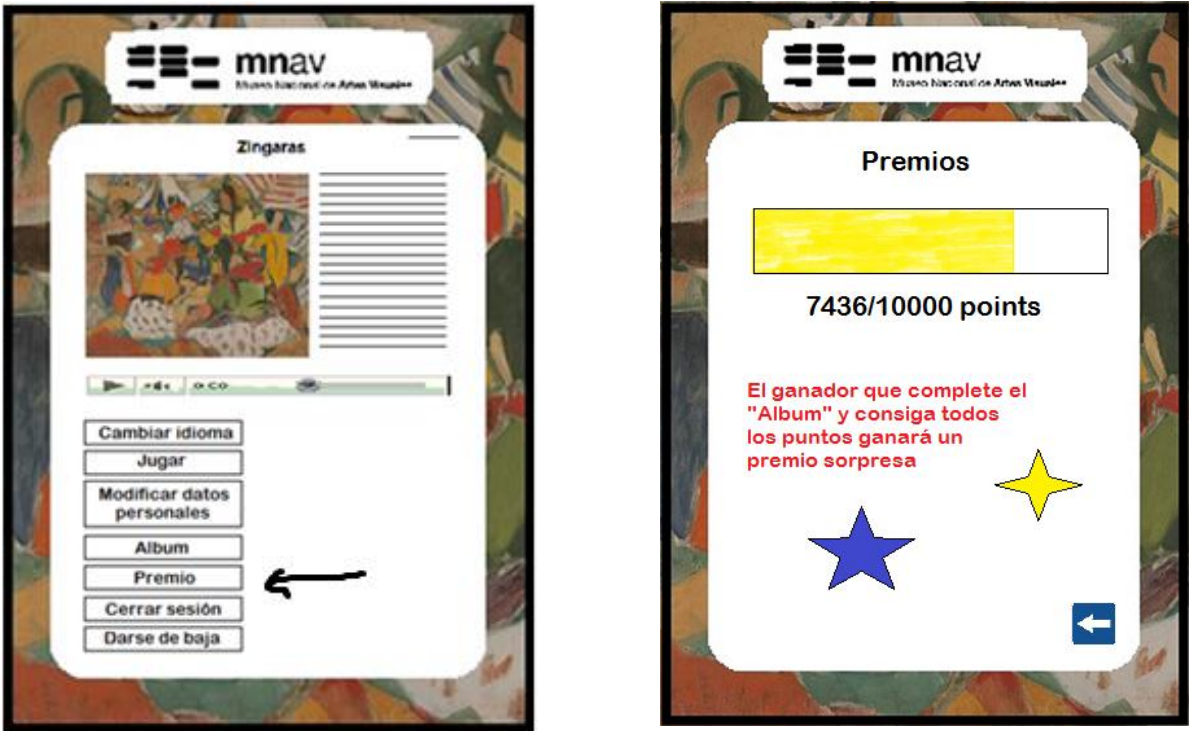 mnav
Museo Nacional de Artes Visuales
Zingaras
Cambiar idioma
Jugar
Modificar datos
personales
Album
Premio
Cerrar sesión
Darse de baja
mnav
Museo Nacional de Artes Visuales
Premios
7436/10000 points
El ganador que complete el
"Album" y consiga todos
los puntos ganará un
premio sorpresa